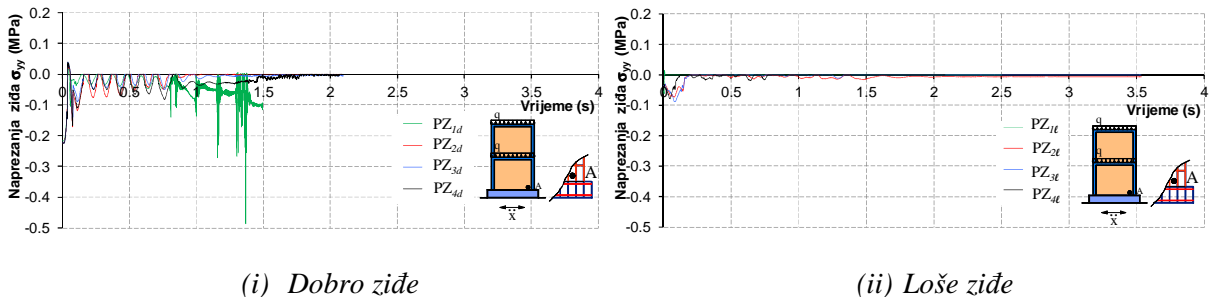 Naprezanja ziđa σyy (MPa)
0.2
0.1
0.0
-0.1
-0.2
-0.3
-0.4
-0.5
0
0.5
1
1.5
2
2.5
3
3.5
4
Vrijeme (s)
PZ1d
PZ2d
PZ3d
PZ4d
q
q
A
A
ẍ
(i) Dobro ziđe
Naprezanja ziđa σyy (MPa)
0.2
0.1
0.0
-0.1
-0.2
-0.3
-0.4
-0.5
0
0.5
1
1.5
2
2.5
3
3.5
4
Vrijeme (s)
PZ1ℓ
PZ2ℓ
PZ3ℓ
PZ4ℓ
q
q
A
A
ẍ
(ii) Loše ziđe